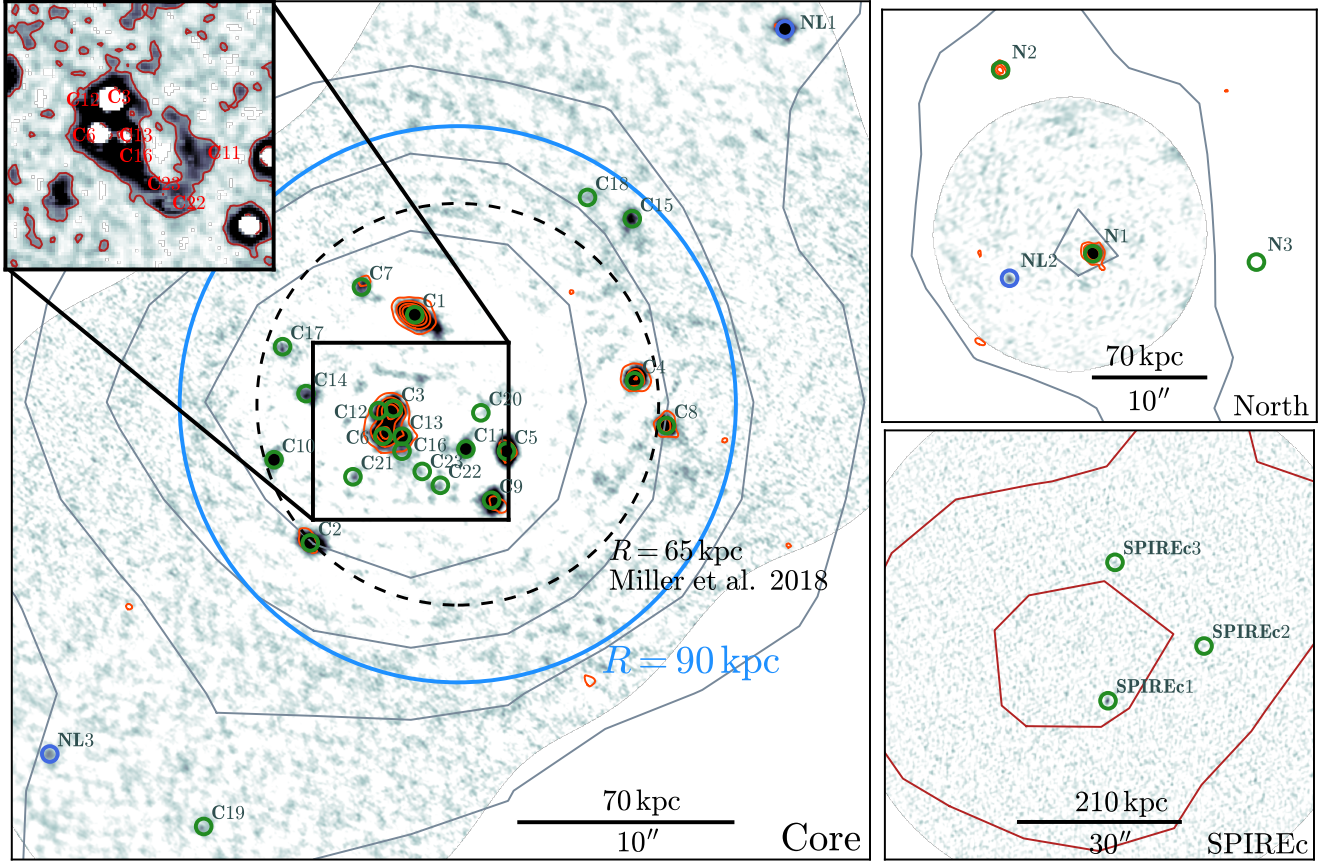 C12 C3
C6 C13
C16 C11
C23
C22
NL1
C18
C15
C7
C1
C17
C14
C4
C3
C12
C13
C20
C8
C6
C16
C11
C5
C10
C21
C23
C22
C9
C2
R = 65 kpc
Miller et al. 2018
R = 90 kpc
NL3
C19
70 kpc
10″
Core
N2
N1
N3
NL2
70 kpc
10″
North
SPIREc3
SPIREc2
SPIREc1
210 kpc
30″
SPIREc